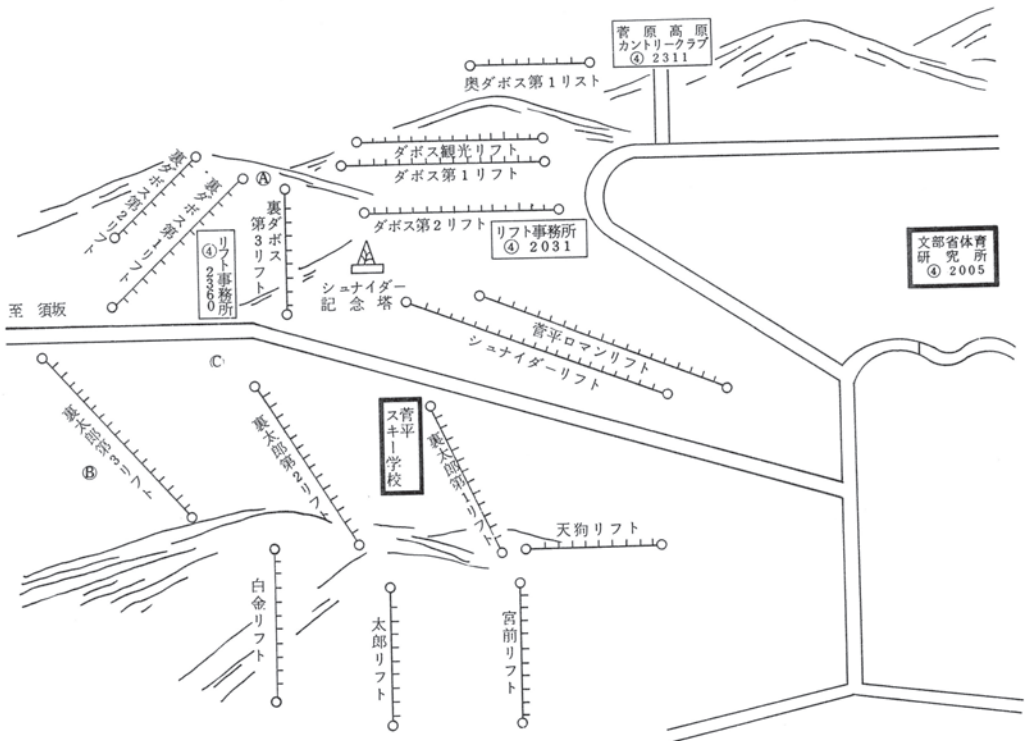 菅原高原
カントリークラブ
④ 2311
奥ダボス第1リスト
ダボス観光リフト
ダボス第1リフト
裏ダボス第2リフト
裏ダボス第1リフト
Ⓐ
裏ダボス
第3リフト
ダボス第2リフト
リフト事務所
④ 2031
リフト事務所
④ 2360
文部省体育
研究所
④ 2005
シュナイダー
記念塔
至 須坂
菅平ロマンリフト
シュナイダーリフト
Ⓒ
裏太郎第3リフト
Ⓑ
裏太郎第2リフト
菅平
スキー学校
裏太郎第1リフト
天狗リフト
白金リフト
太郎リフト
宮前リフト